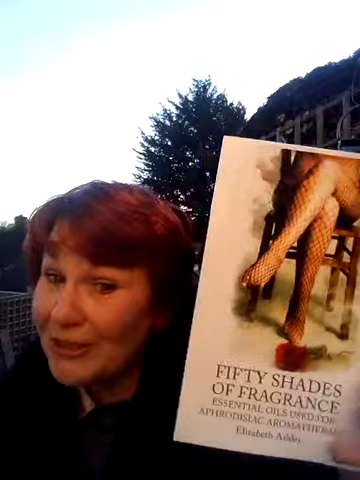 FIFTY SHADES
OF FRAGRANCE
ESSENTIAL OILS USED FOR
APHRODISIAC AROMATHERAPY
Elizabeth Ashley